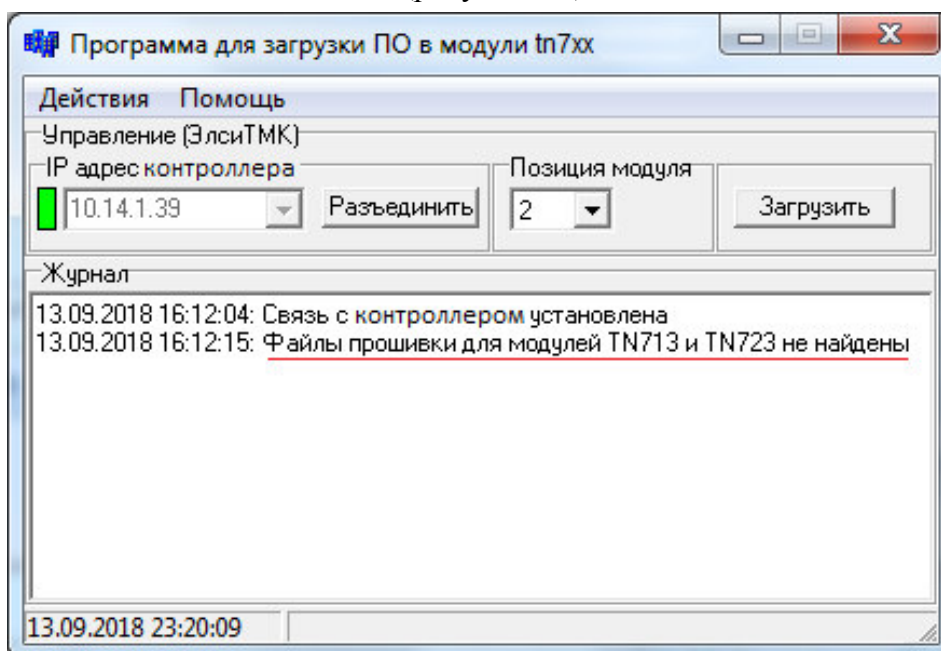 Программа для загрузки ПО в модули tn7xx
Действия Помощь
Управление (ЭлсиТМК)
IP адрес контроллера
Позиция модуля
10.14.1.39
Разъединить
2
Загрузить
Журнал
13.09.2018 16:12:04: Связь с контроллером установлена
13.09.2018 16:12:15: Файлы прошивки для модулей TN713 и TN723 не найдены
13.09.2018 23:20:09